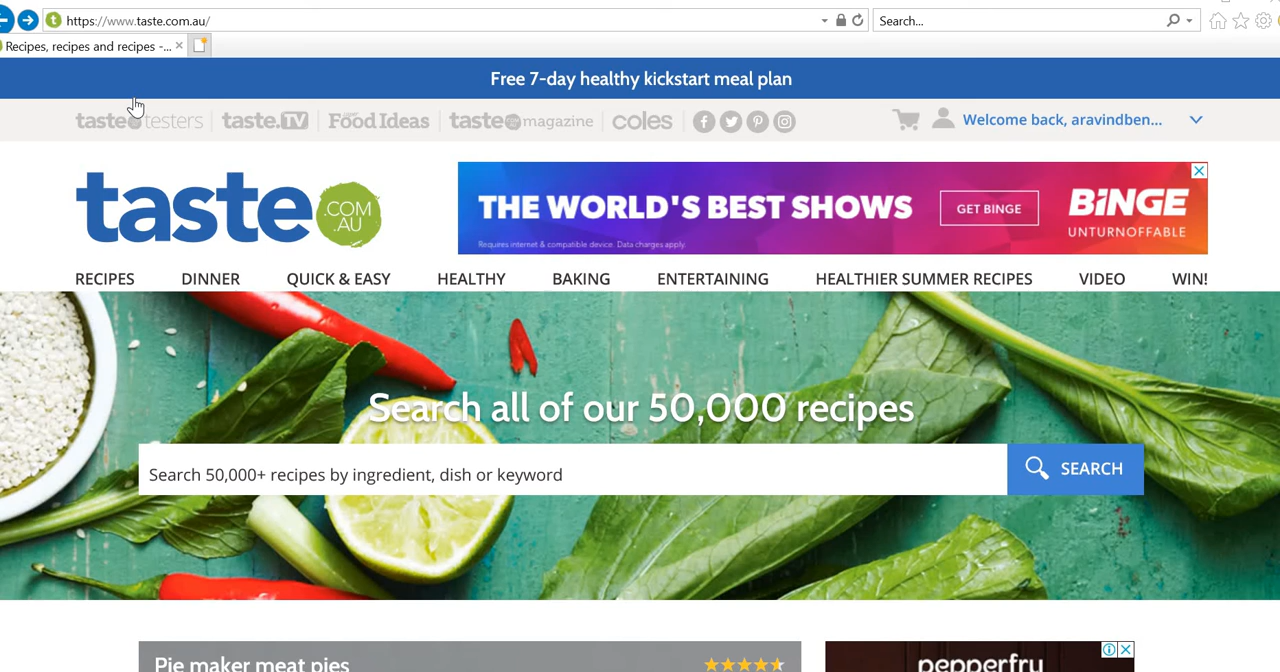 https://www.taste.com.au/
Search...
Recipes, recipes and recipes -...
Free 7-day healthy kickstart meal plan
taste testers
taste.TV
Food Ideas
taste magazine
coles
Welcome back, aravindben...
taste
.COM
.AU
THE WORLD'S BEST SHOWS
Requires internet & compatible device. Data charges apply.
GET BINGE
BINGE
UNTURNOFFABLE
RECIPES DINNER QUICK & EASY HEALTHY BAKING ENTERTAINING HEALTHIER SUMMER RECIPES VIDEO WIN!
Search all of our 50,000 recipes
Search 50,000+ recipes by ingredient, dish or keyword
SEARCH
Pie maker meat pies
pepperfry